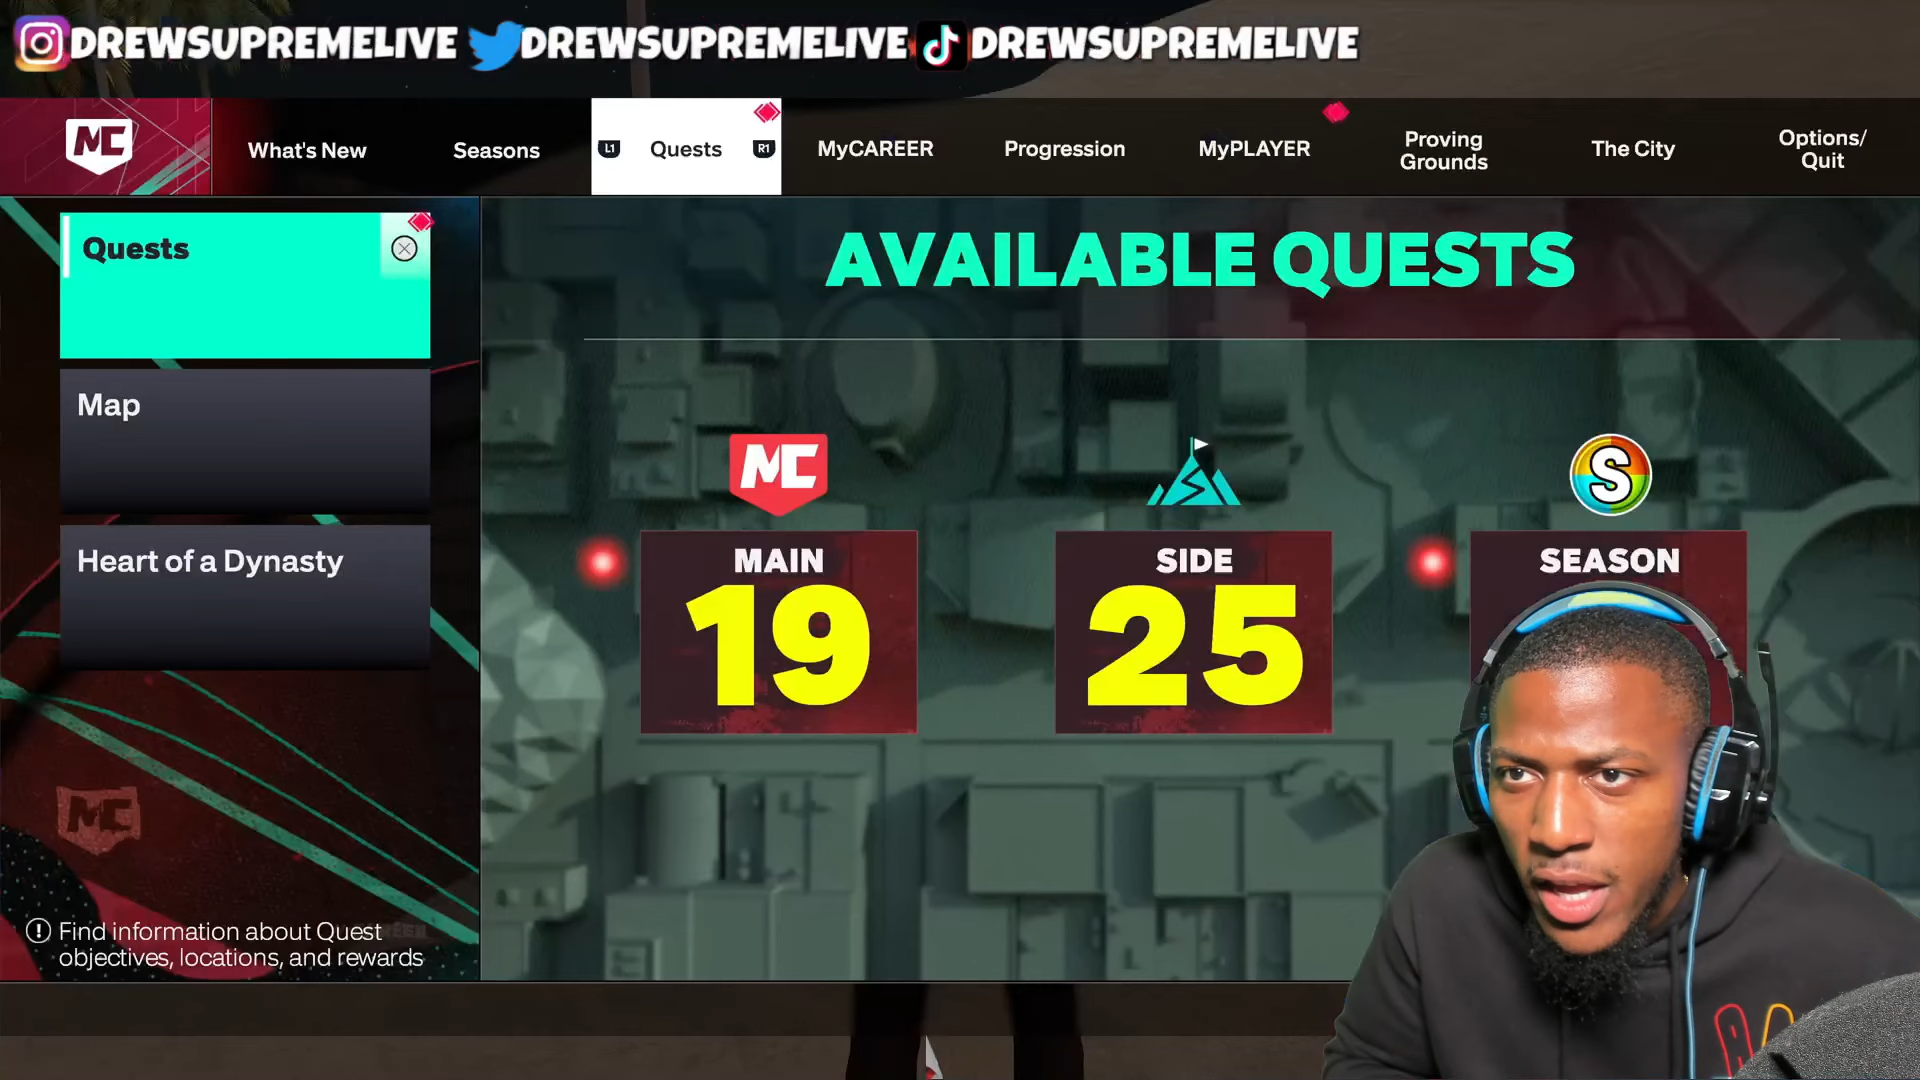 DREWSUPREMELIVE DREWSUPREMELIVE DREWSUPREMELIVE
MC What's New Seasons L1 Quests R1 MyCAREER Progression MyPLAYER Proving Grounds The City Options/ Quit
Quests
Map
Heart of a Dynasty
MC
! Find information about Quest
objectives, locations, and rewards
AVAILABLE QUESTS
MC S
MAIN SIDE SEASON
19 25